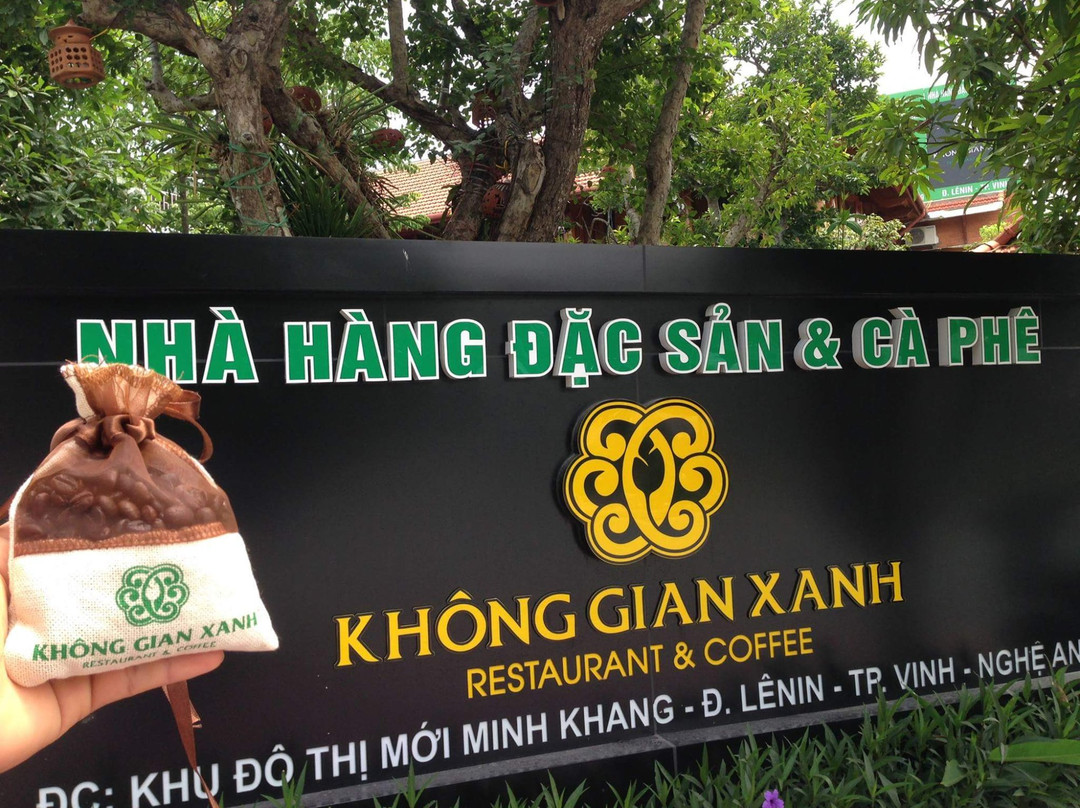 Đ. LÊNIN - TP. VINH
NHÀ HÀNG ĐẶC SẢN & CÀ PHÊ
KHÔNG GIAN XANH
RESTAURANT & COFFEE
ĐC: KHU ĐÔ THỊ MỚI MINH KHANG - Đ. LÊNIN - TP. VINH - NGHỆ AN
KHÔNG GIAN XANH
RESTAURANT & COFFEE